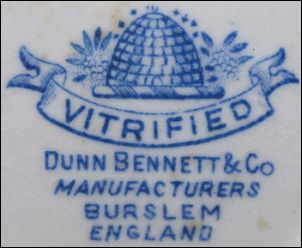 VITRIFIED
DUNN BENNETT & CO
MANUFACTURERS
BURSLEM
ENGLAND